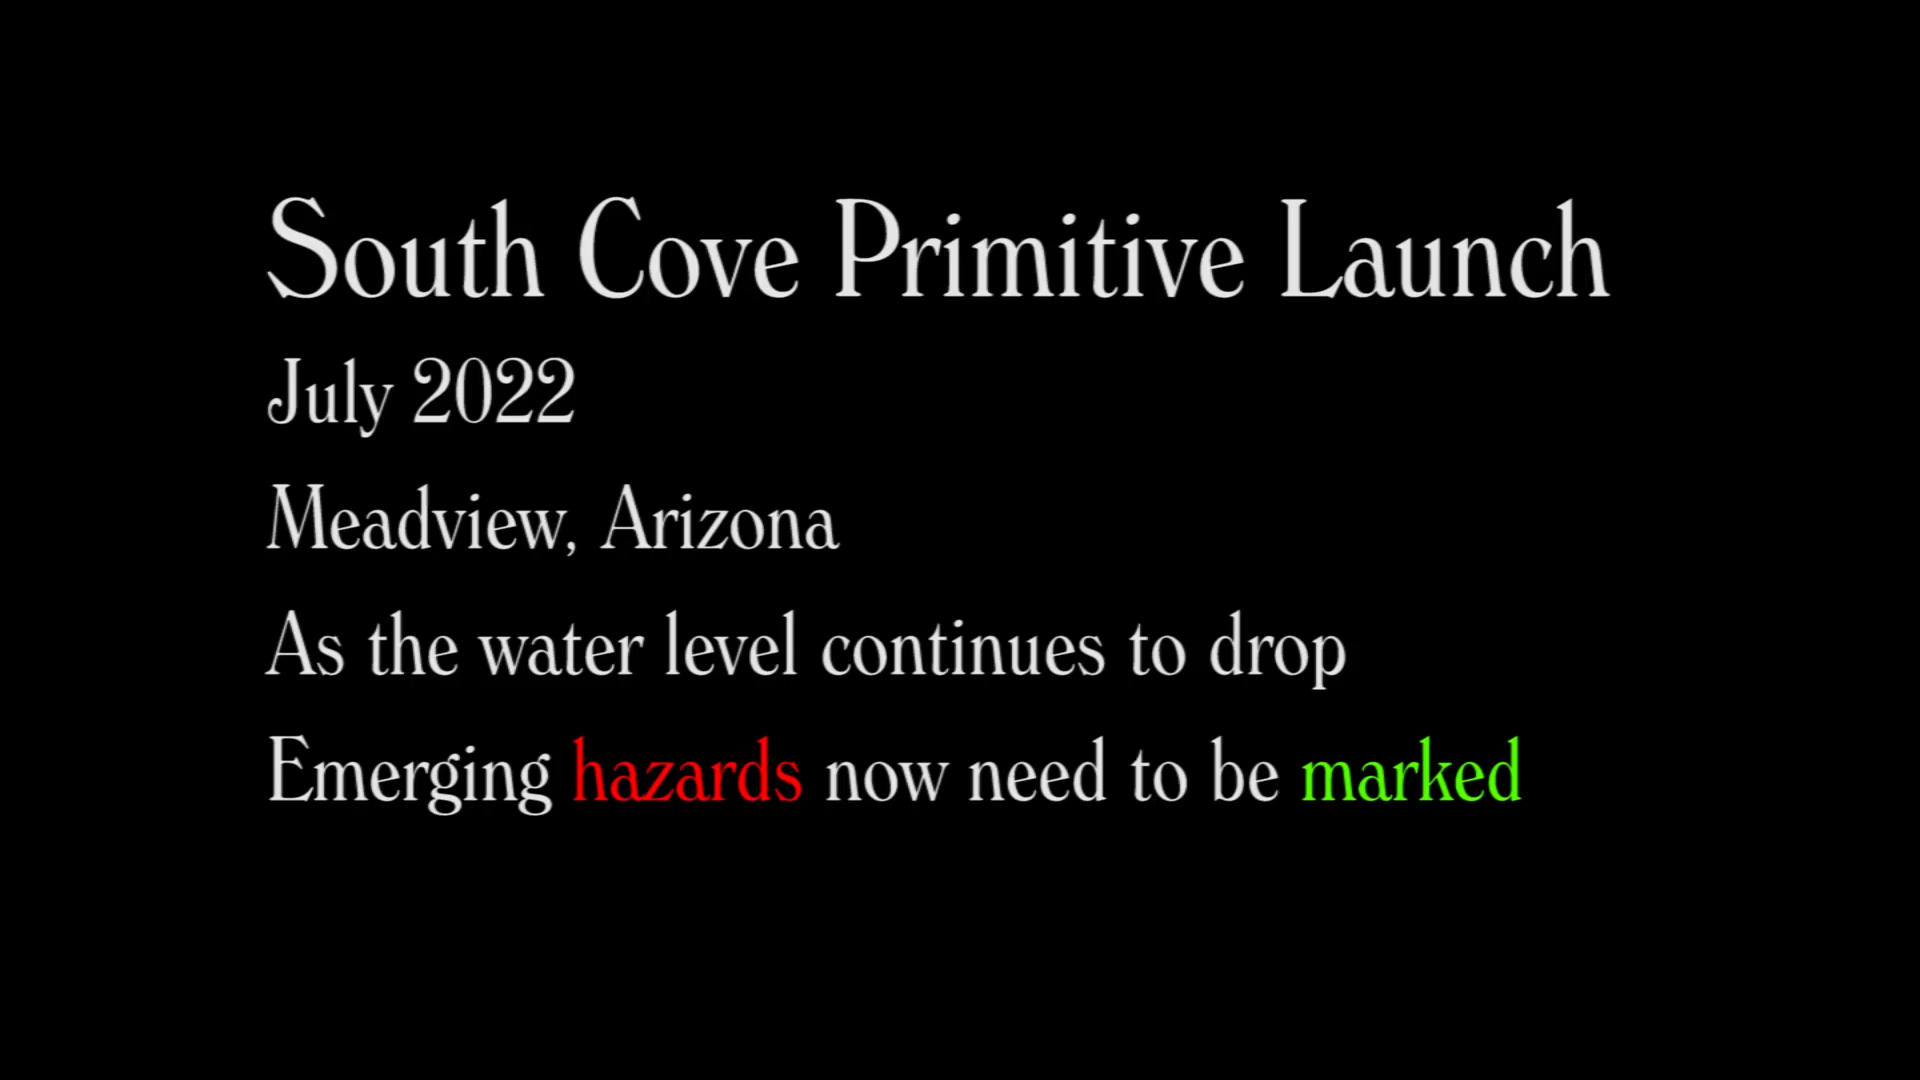 South Cove Primitive Launch
July 2022
Meadview, Arizona
As the water level continues to drop
Emerging hazards now need to be marked